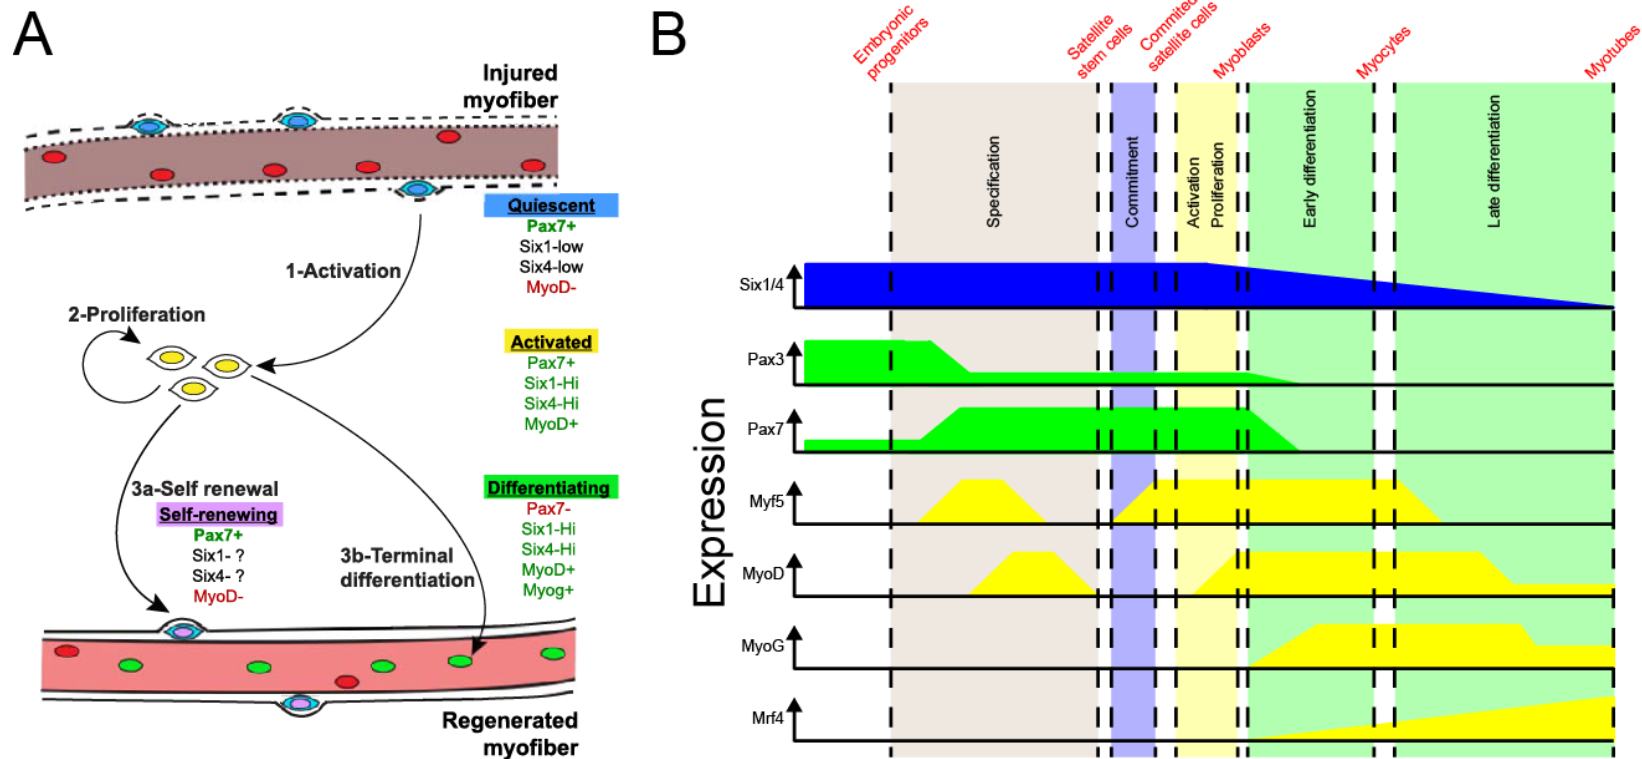 A
Injured
myofiber
Quiescent
Pax7+
Six1-low
Six4-low
MyoD-
1-Activation
2-Proliferation
Activated
Pax7+
Six1-Hi
Six4-Hi
MyoD+
3a-Self renewal
Self-renewing
Pax7+
Six1- ?
Six4- ?
MyoD-
3b-Terminal
differentiation
Differentiating
Pax7-
Six1-Hi
Six4-Hi
MyoD+
Myog+
Regenerated
myofiber
B
Embryonic
progenitors
Satellite
stem cells
Commited
satellite cells
Myoblasts
Myocytes
Myotubes
Specification
Commitment
Activation
Proliferation
Early differentiation
Late differentiation
Expression
Six1/4
Pax3
Pax7
Myf5
MyoD
MyoG
Mrf4